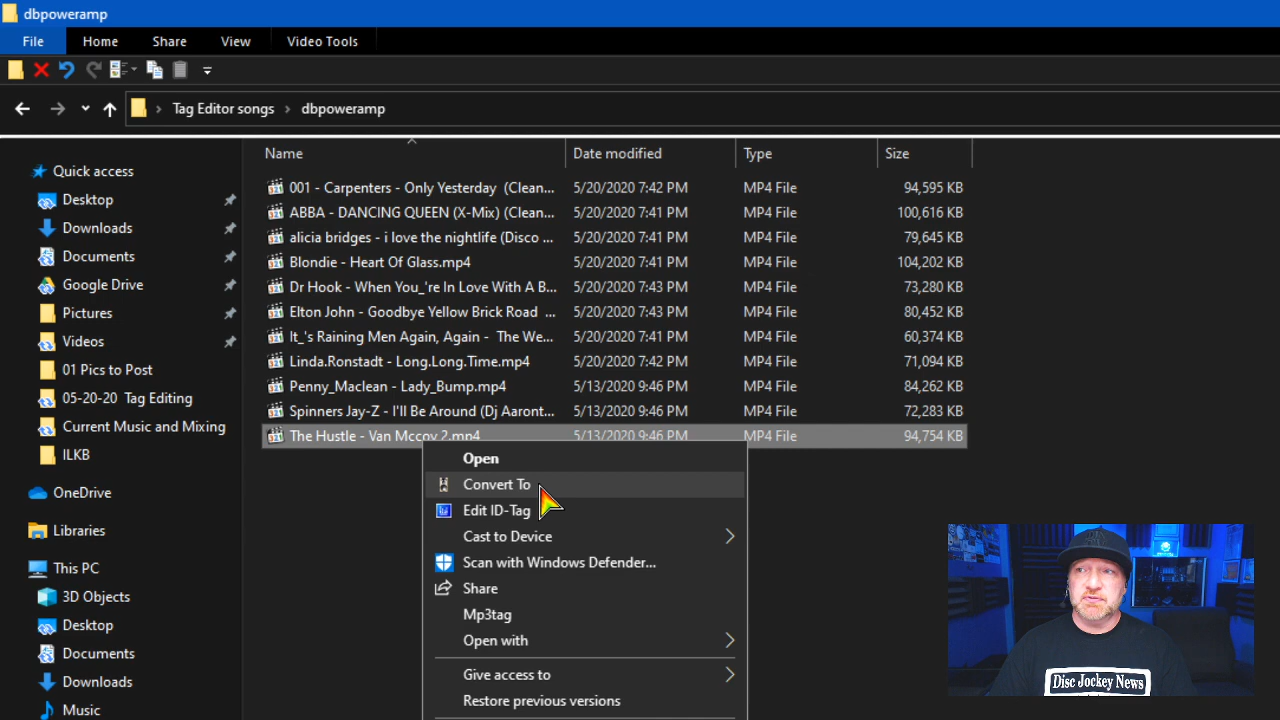 dbpoweramp
File Home Share View Video Tools
Tag Editor songs dbpoweramp
Name Date modified Type Size
Quick access
Desktop
Downloads
Documents
Google Drive
Pictures
Videos
01 Pics to Post
05-20-20 Tag Editing
Current Music and Mixing
ILKB
OneDrive
Libraries
This PC
3D Objects
Desktop
Documents
Downloads
Music
001 - Carpenters - Only Yesterday (Clean... 5/20/2020 7:42 PM MP4 File 94,595 KB
ABBA - DANCING QUEEN (X-Mix) (Clean... 5/20/2020 7:41 PM MP4 File 100,616 KB
alicia bridges - i love the nightlife (Disco ... 5/20/2020 7:41 PM MP4 File 79,645 KB
Blondie - Heart Of Glass.mp4 5/20/2020 7:41 PM MP4 File 104,202 KB
Dr Hook - When You_'re In Love With A B... 5/20/2020 7:43 PM MP4 File 73,280 KB
Elton John - Goodbye Yellow Brick Road ... 5/20/2020 7:43 PM MP4 File 80,452 KB
It_'s Raining Men Again, Again - The We... 5/20/2020 7:41 PM MP4 File 60,374 KB
Linda.Ronstadt - Long.Long.Time.mp4 5/20/2020 7:42 PM MP4 File 71,094 KB
Penny_Maclean - Lady_Bump.mp4 5/13/2020 9:46 PM MP4 File 84,262 KB
Spinners Jay-Z - I'll Be Around (Dj Aaront... 5/13/2020 9:46 PM MP4 File 72,283 KB
The Hustle - Van Mccoy 2.mp4 5/13/2020 9:46 PM MP4 File 94,754 KB
Open
Convert To
Edit ID-Tag
Cast to Device
Scan with Windows Defender...
Share
Mp3tag
Open with
Give access to
Restore previous versions
Disc Jockey News